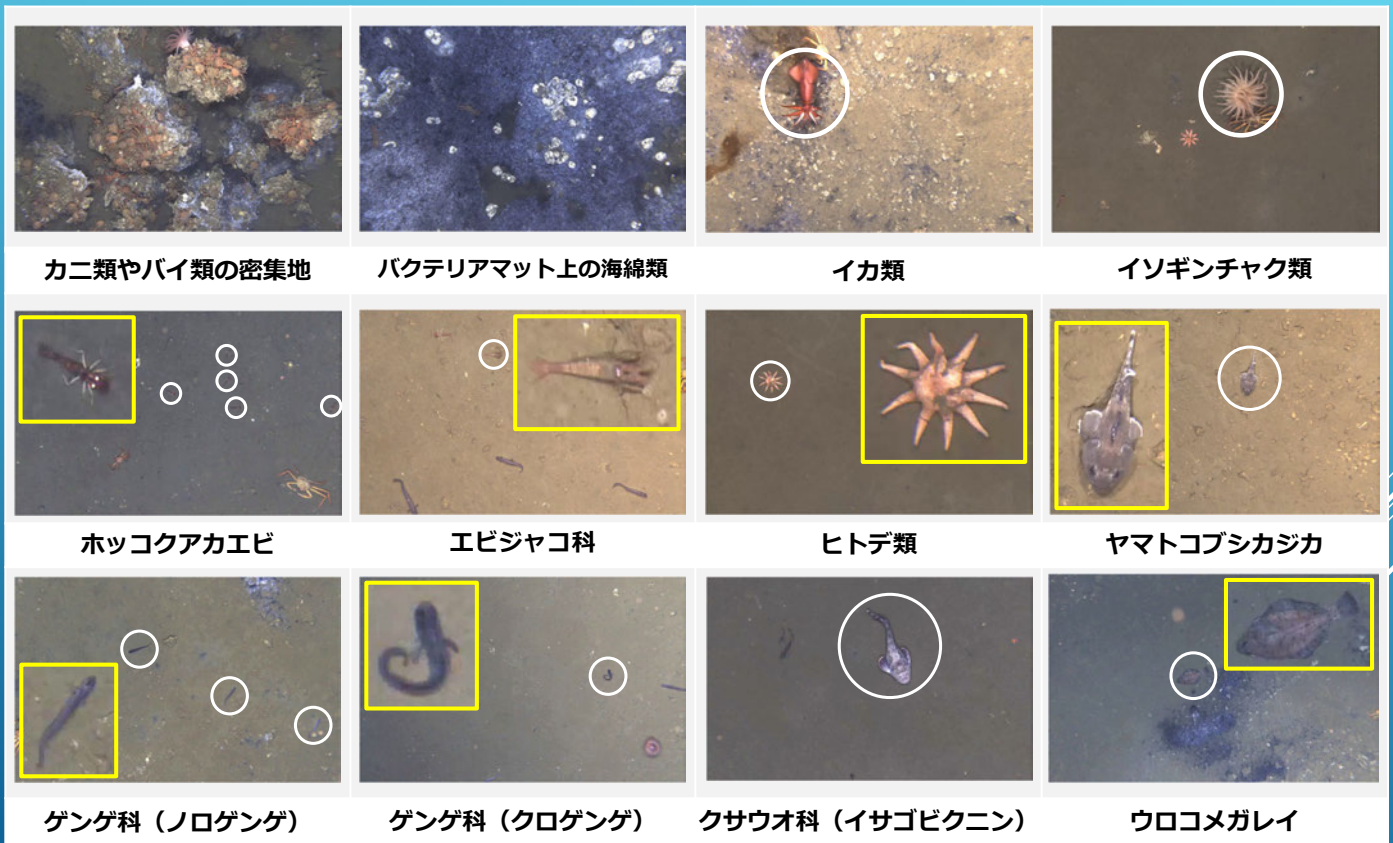 カニ類やバイ類の密集地
バクテリアマット上の海綿類
イカ類
イソギンチャク類
ホッコクアカエビ
エビジャコ科
ヒトデ類
ヤマトコブシカジカ
ゲンゲ科（ノロゲンゲ）
ゲンゲ科（クロゲンゲ）
クサウオ科（イサゴビクニン）
ウロコメガレイ